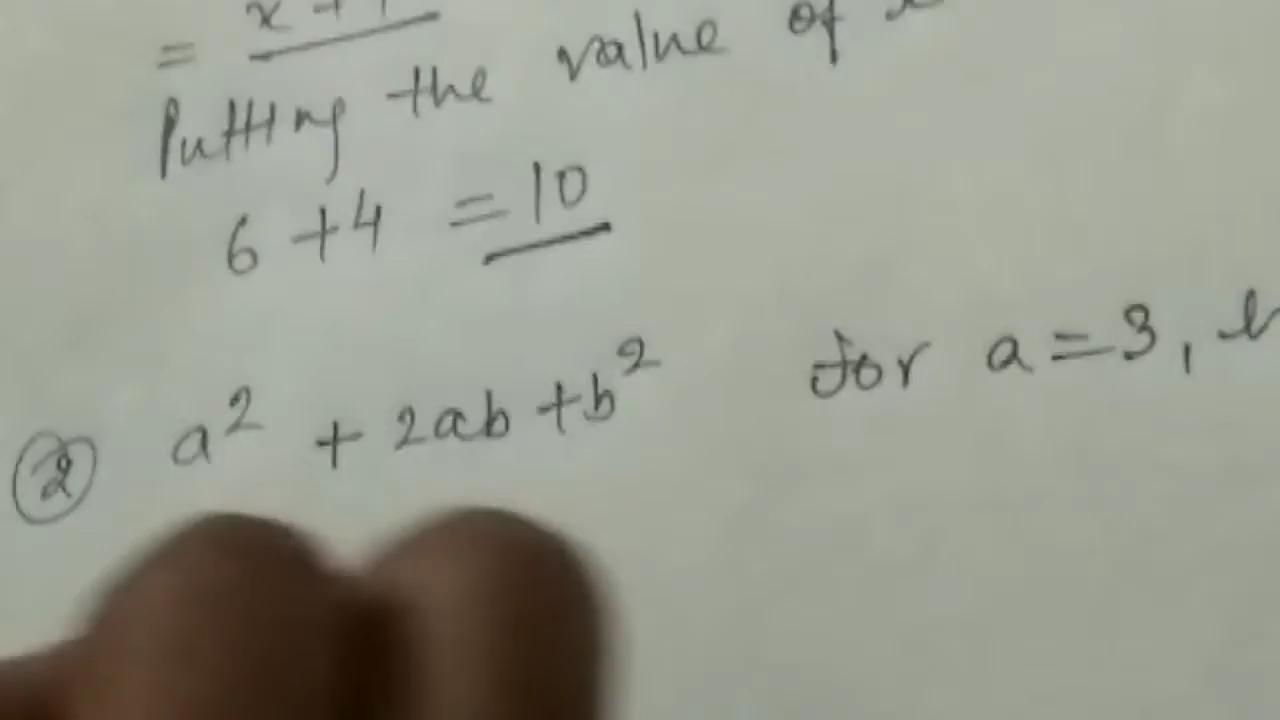 = x +
Putting the value of
6 + 4 = 10
② a² + 2ab + b² for a = 3,